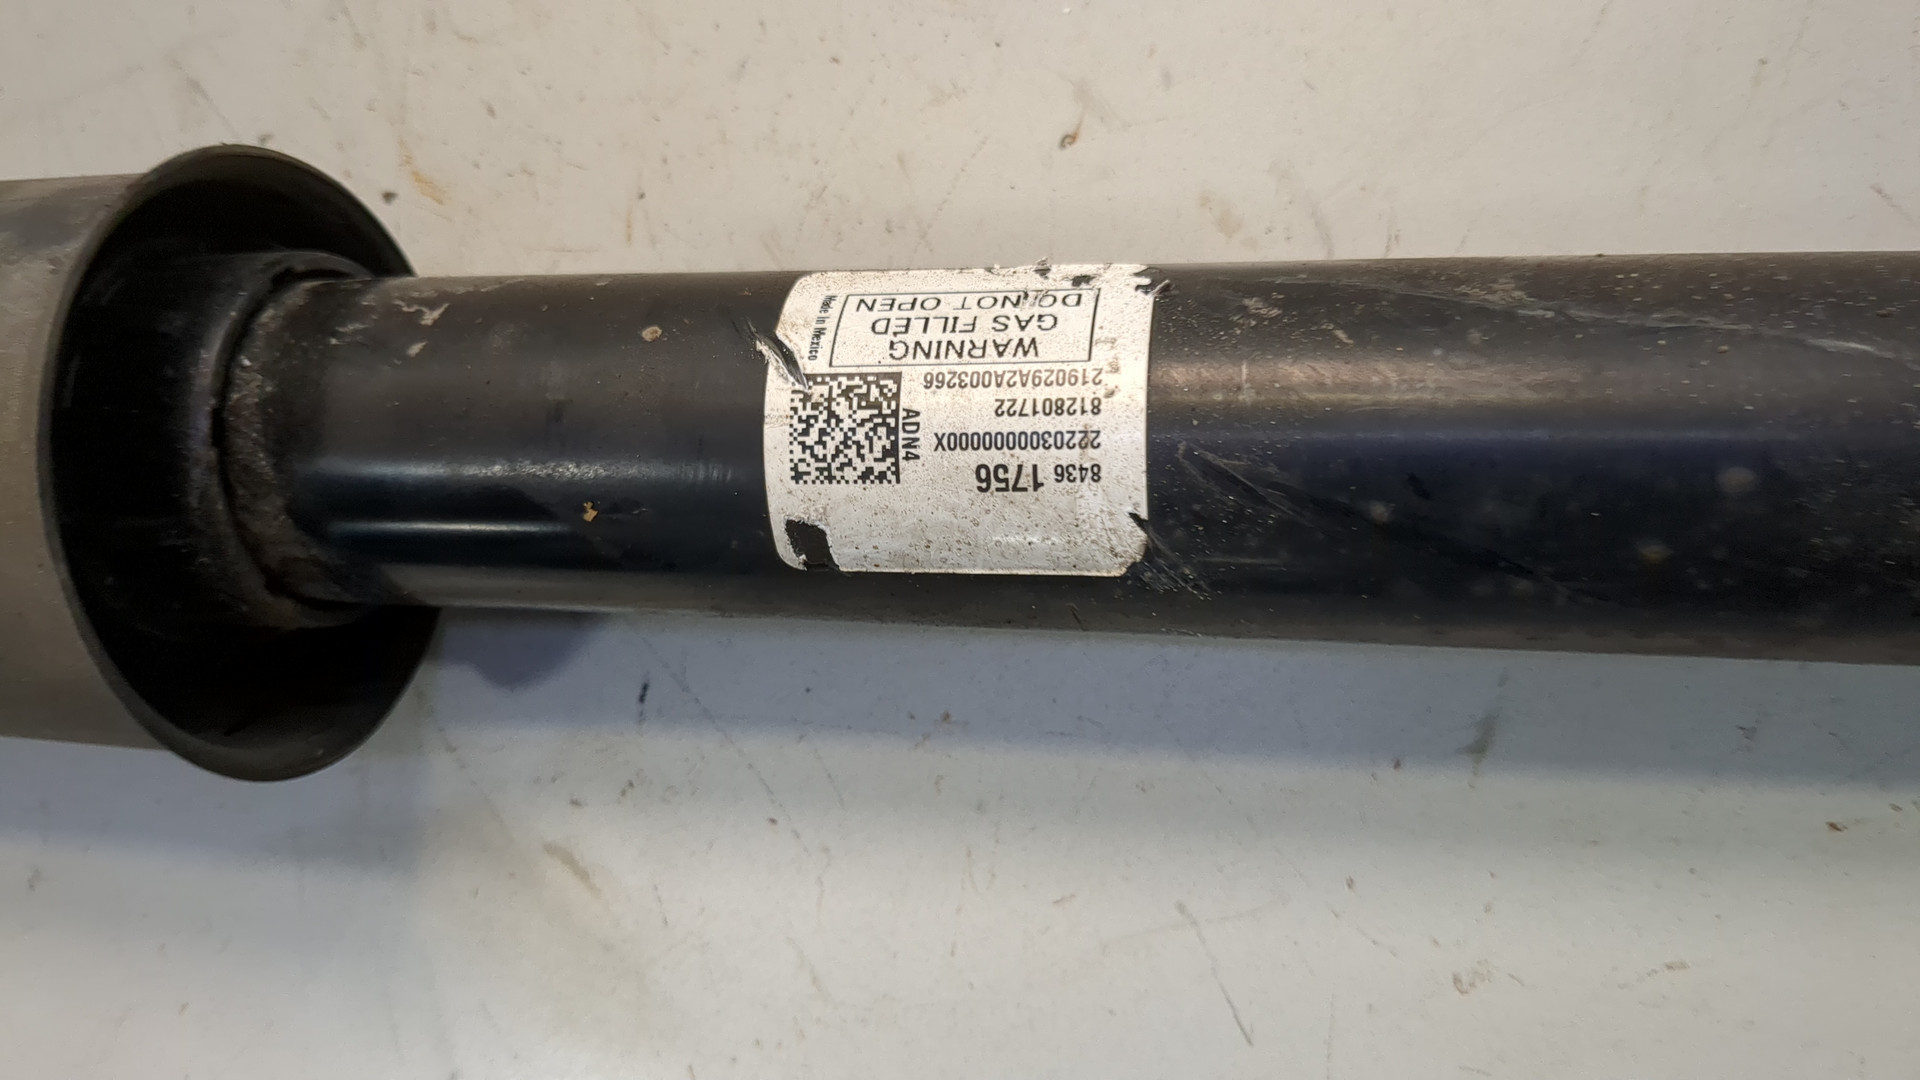 8436 1756
22203000000000X
812801722
219029A2A003266
ADN4
WARNING
GAS FILLED
DO NOT OPEN
Made in Mexico